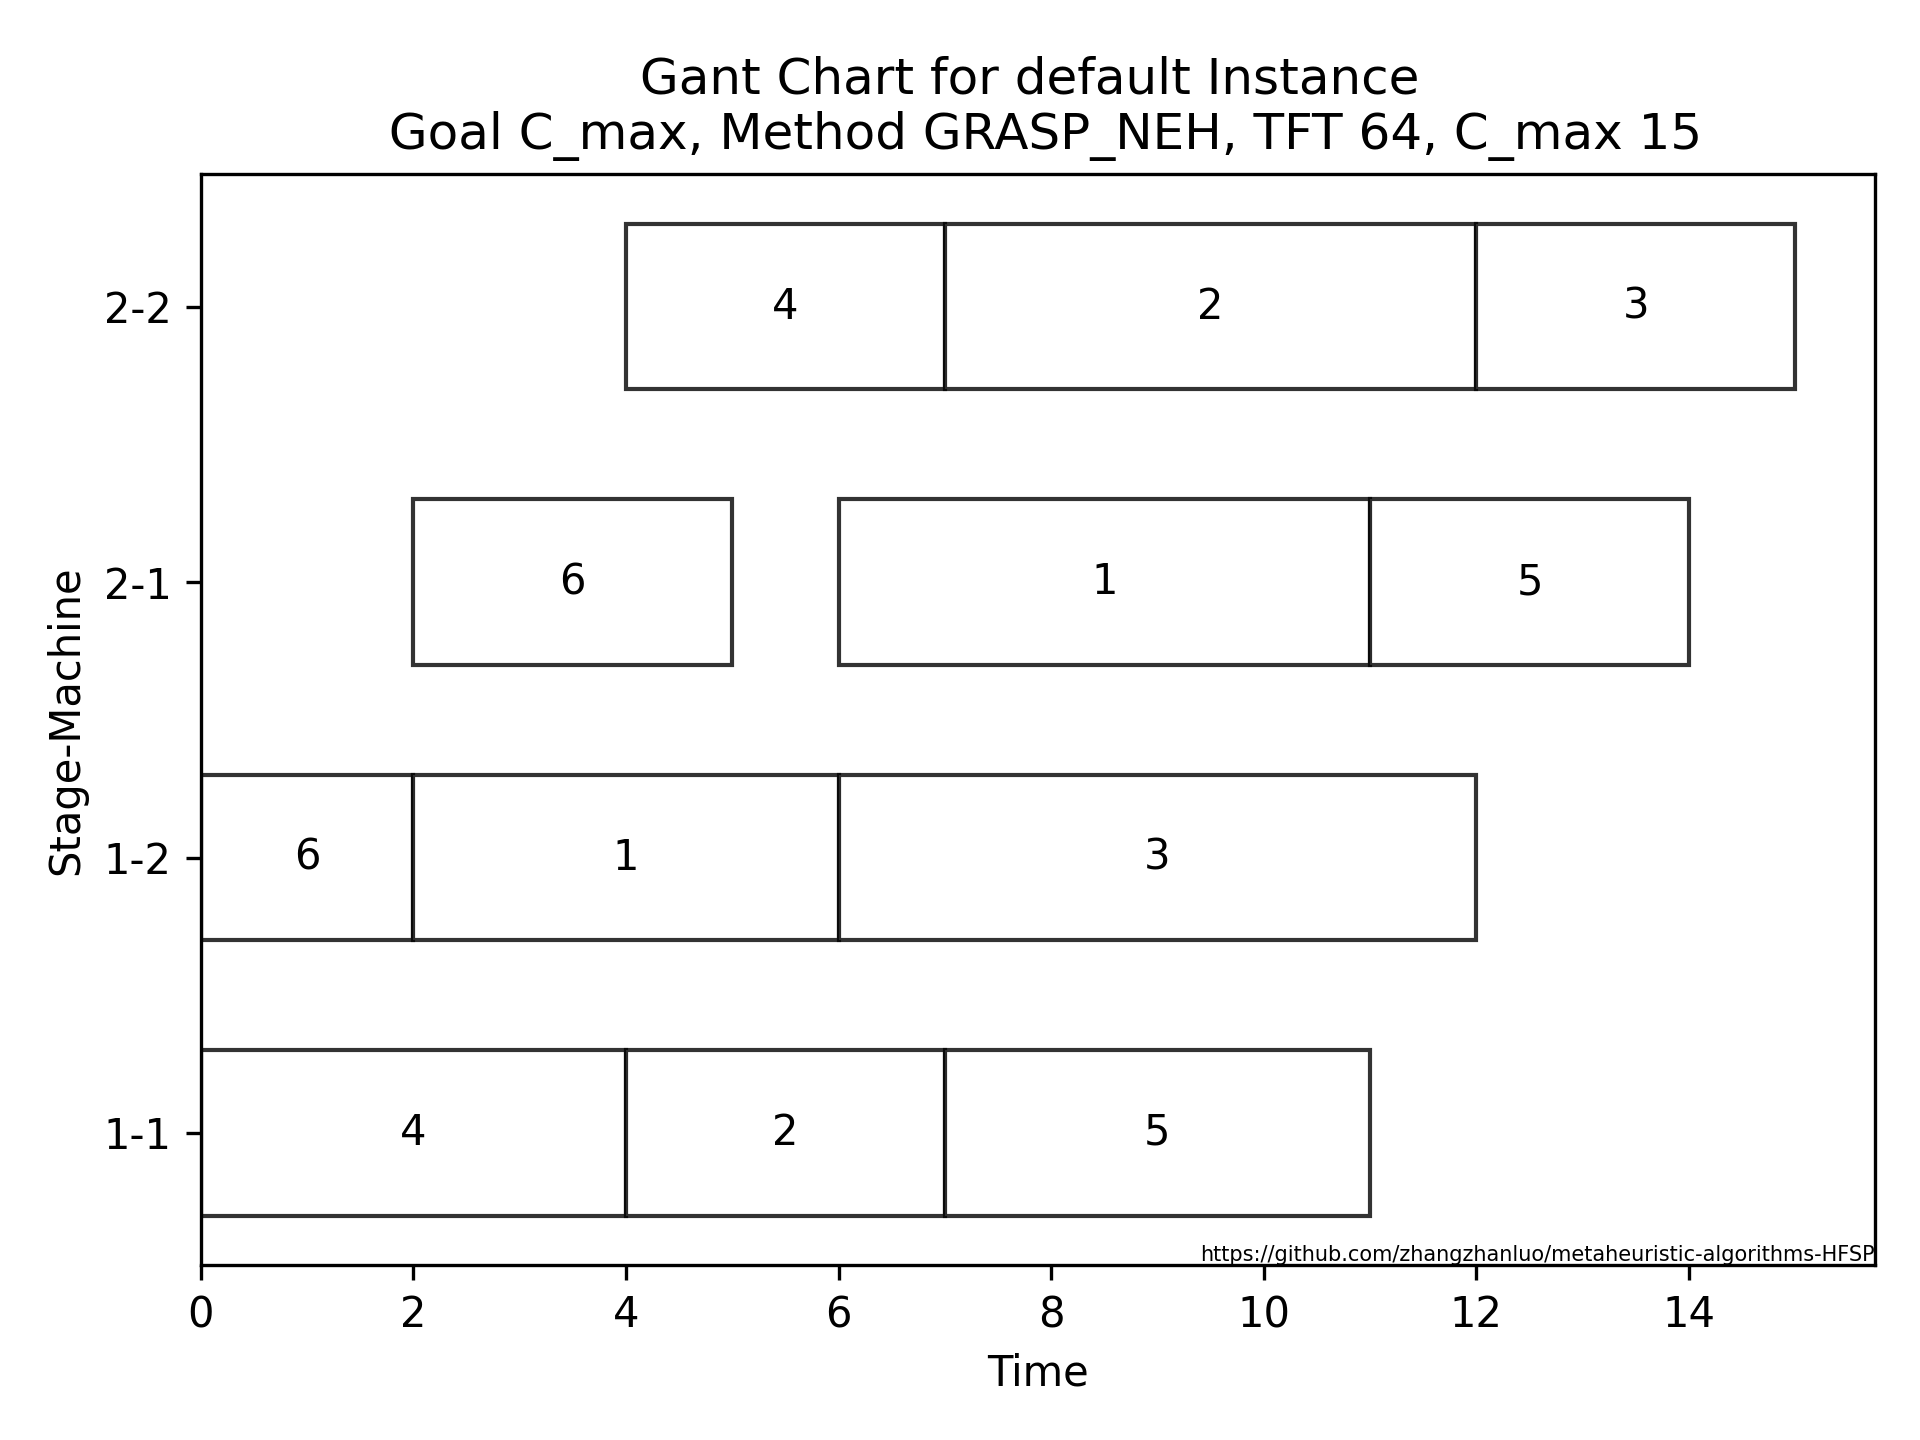 Gant Chart for default Instance
Goal C_max, Method GRASP_NEH, TFT 64, C_max 15
Stage-Machine
2-2
4
2
3
2-1
6
1
5
1-2
6
1
3
1-1
4
2
5
https://github.com/zhangzhanluo/metaheuristic-algorithms-HFSP
0 2 4 6 8 10 12 14
Time